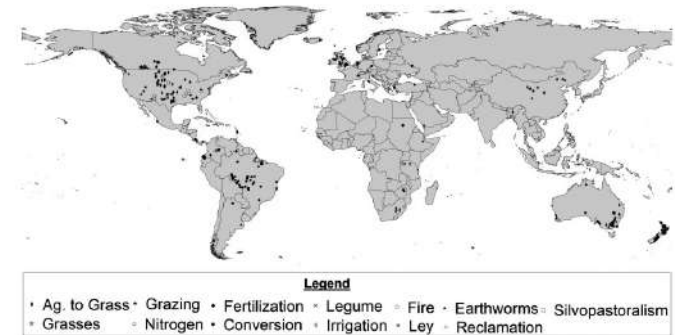 Legend
Ag. to Grass Grazing Fertilization Legume Fire Earthworms Silvopastoralism
Grasses Nitrogen Conversion Irrigation Ley Reclamation